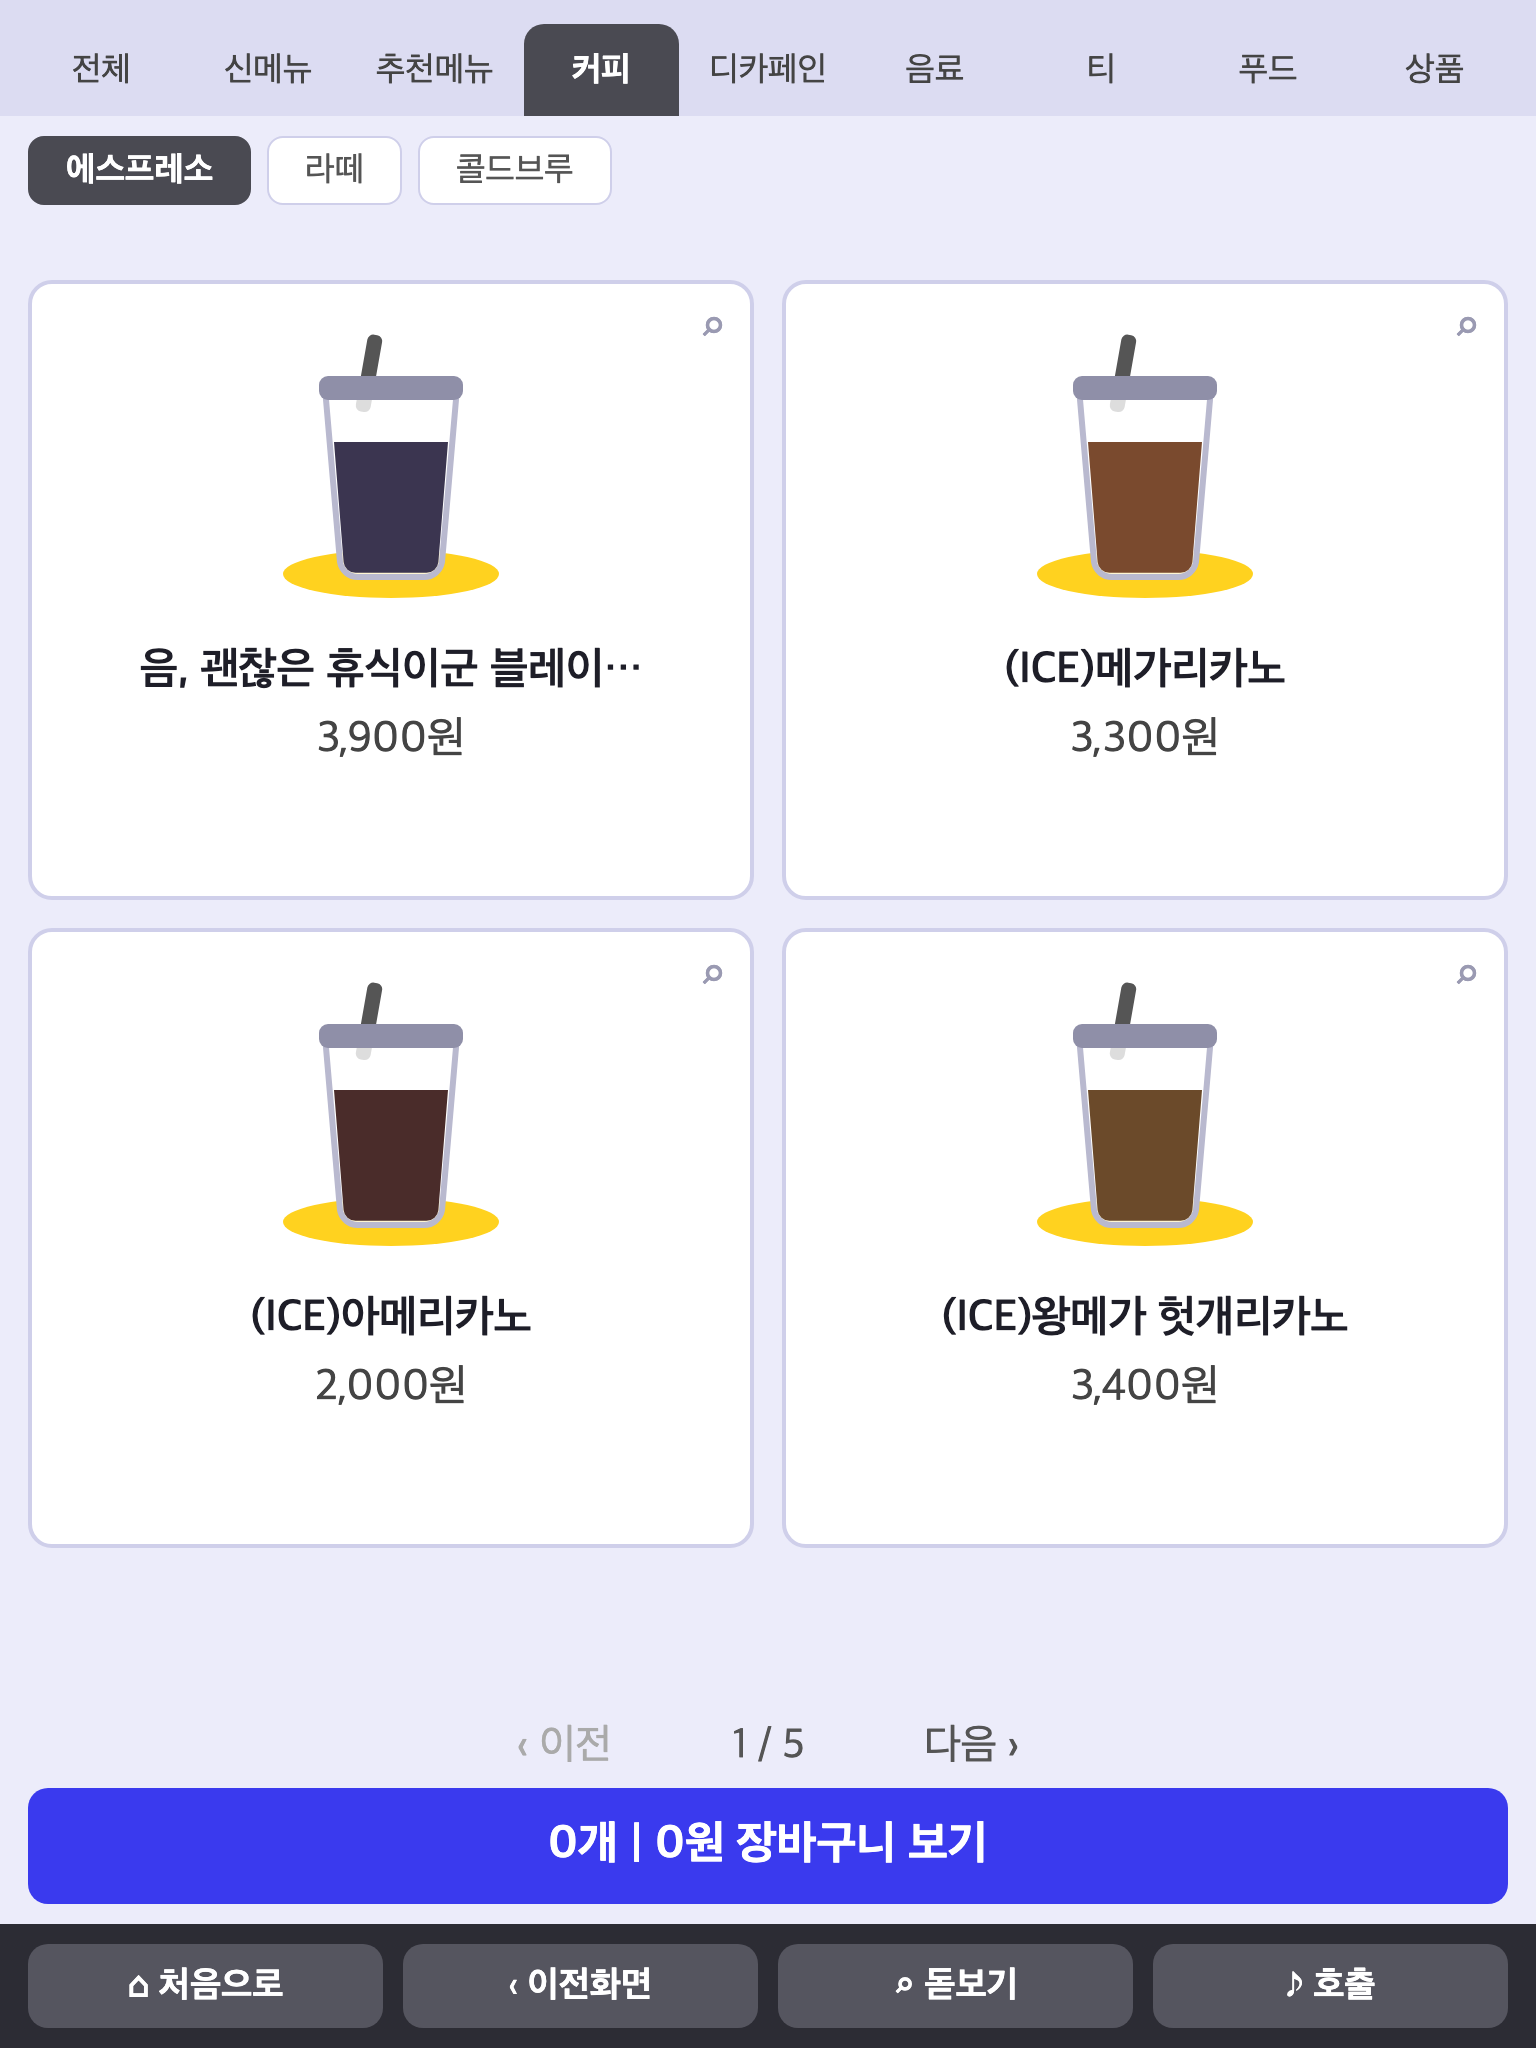 전체 신메뉴 추천메뉴 커피 디카페인 음료 티 푸드 상품
에스프레소 라떼 콜드브루
음, 괜찮은 휴식이군 블레이…
3,900원
(ICE)메가리카노
3,300원
(ICE)아메리카노
2,000원
(ICE)왕메가 헛개리카노
3,400원
‹ 이전 1 / 5 다음 ›
0개 | 0원 장바구니 보기
⌂ 처음으로 ‹ 이전화면 ⌕ 돋보기 ♪ 호출